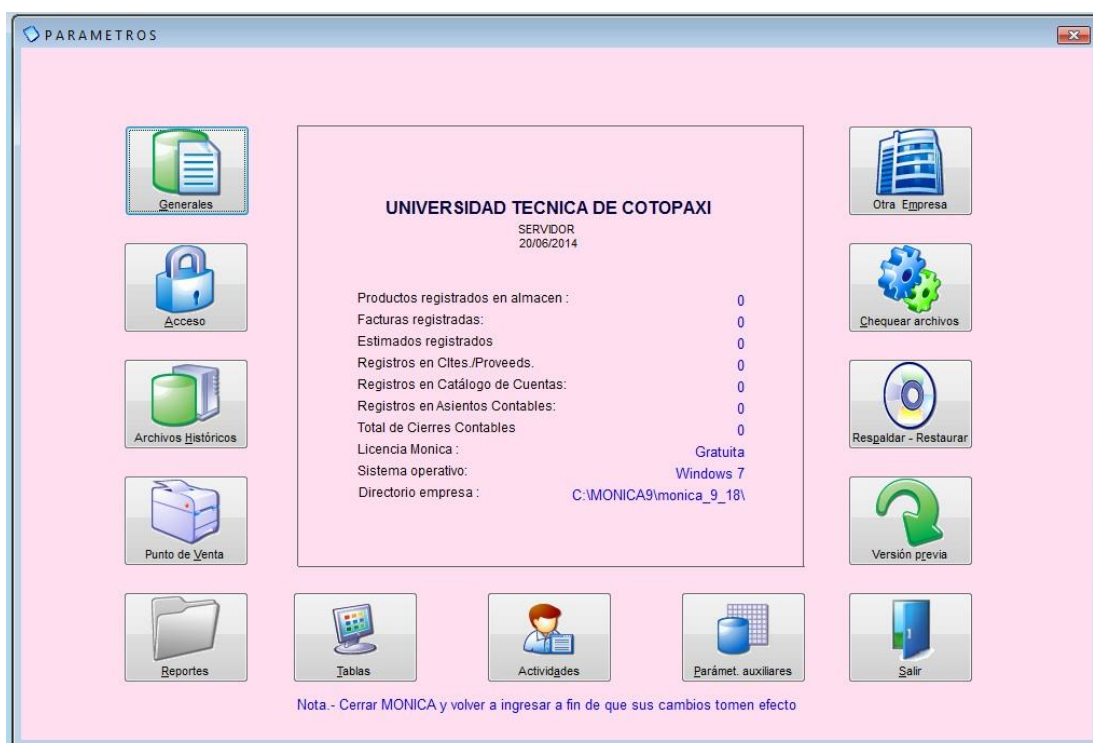 PARAMETROS
Generales
Acceso
Archivos Históricos
Punto de Venta
Reportes
UNIVERSIDAD TECNICA DE COTOPAXI
SERVIDOR
20/06/2014
Productos registrados en almacen : 0
Facturas registradas: 0
Estimados registrados 0
Registros en Cltes./Proveeds. 0
Registros en Catálogo de Cuentas: 0
Registros en Asientos Contables: 0
Total de Cierres Contables 0
Licencia Monica : Gratuita
Sistema operativo: Windows 7
Directorio empresa : C:\MONICA9\monica_9_18\
Otra Empresa
Chequear archivos
Respaldar - Restaurar
Versión previa
Tablas
Actividades
Parámet. auxiliares
Salir
Nota.- Cerrar MONICA y volver a ingresar a fin de que sus cambios tomen efecto